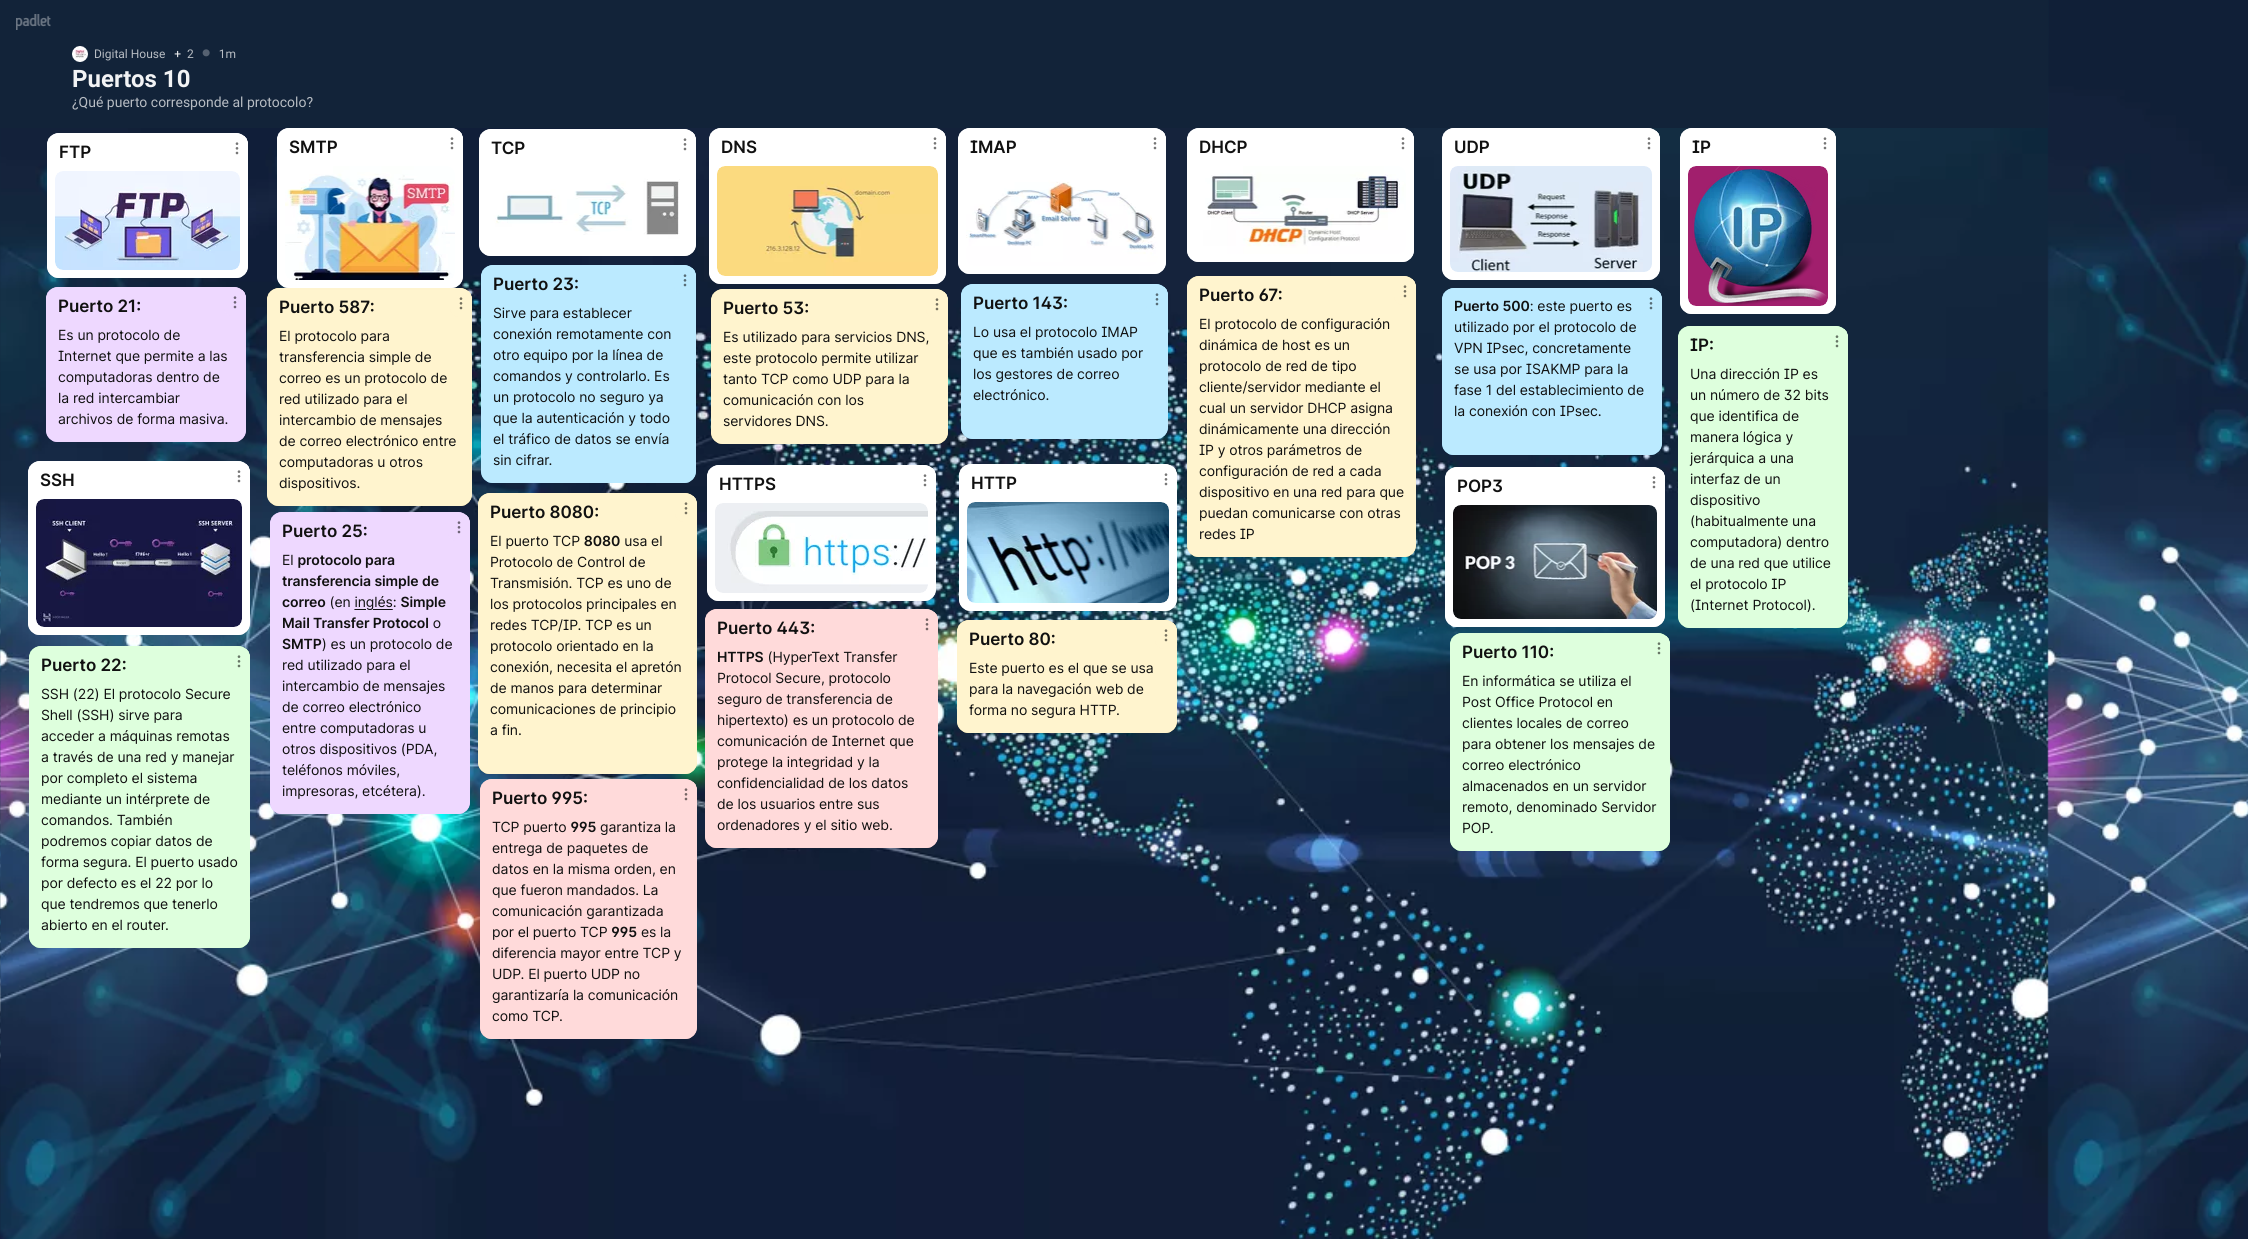 padlet
Digital House + 2 1m
Puertos 10
¿Qué puerto corresponde al protocolo?
FTP
FTP
Puerto 21:
Es un protocolo de
Internet que permite a las
computadoras dentro de
la red intercambiar
archivos de forma masiva.
SSH
SSH CLIENT
SSH SERVER
Puerto 22:
SSH (22) El protocolo Secure
Shell (SSH) sirve para
acceder a máquinas remotas
a través de una red y manejar
por completo el sistema
mediante un intérprete de
comandos. También
podremos copiar datos de
forma segura. El puerto usado
por defecto es el 22 por lo
que tendremos que tenerlo
abierto en el router.
SMTP
SMTP
Puerto 587:
El protocolo para
transferencia simple de
correo es un protocolo de
red utilizado para el
intercambio de mensajes
de correo electrónico entre
computadoras u otros
dispositivos.
Puerto 25:
El protocolo para
transferencia simple de
correo (en inglés: Simple
Mail Transfer Protocol o
SMTP) es un protocolo de
red utilizado para el
intercambio de mensajes
de correo electrónico
entre computadoras u
otros dispositivos (PDA,
teléfonos móviles,
impresoras, etcétera).
TCP
TCP
Puerto 23:
Sirve para establecer
conexión remotamente con
otro equipo por la línea de
comandos y controlarlo. Es
un protocolo no seguro ya
que la autenticación y todo
el tráfico de datos se envía
sin cifrar.
Puerto 8080:
El puerto TCP 8080 usa el
Protocolo de Control de
Transmisión. TCP es uno de
los protocolos principales en
redes TCP/IP. TCP es un
protocolo orientado en la
conexión, necesita el apretón
de manos para determinar
comunicaciones de principio
a fin.
Puerto 995:
TCP puerto 995 garantiza la
entrega de paquetes de
datos en la misma orden, en
que fueron mandados. La
comunicación garantizada
por el puerto TCP 995 es la
diferencia mayor entre TCP y
UDP. El puerto UDP no
garantizaría la comunicación
como TCP.
DNS
domain.com
216.3.128.12
Puerto 53:
Es utilizado para servicios DNS,
este protocolo permite utilizar
tanto TCP como UDP para la
comunicación con los
servidores DNS.
HTTPS
https://
Puerto 443:
HTTPS (HyperText Transfer
Protocol Secure, protocolo
seguro de transferencia de
hipertexto) es un protocolo de
comunicación de Internet que
protege la integridad y la
confidencialidad de los datos
de los usuarios entre sus
ordenadores y el sitio web.
IMAP
Email Server
SmartPhone
Desktop PC
Tablet
Desktop PC
Puerto 143:
Lo usa el protocolo IMAP
que es también usado por
los gestores de correo
electrónico.
HTTP
http://www
Puerto 80:
Este puerto es el que se usa
para la navegación web de
forma no segura HTTP.
DHCP
DHCP Client
Router
DHCP Server
DHCP
Dynamic Host
Configuration Protocol
Puerto 67:
El protocolo de configuración
dinámica de host es un
protocolo de red de tipo
cliente/servidor mediante el
cual un servidor DHCP asigna
dinámicamente una dirección
IP y otros parámetros de
configuración de red a cada
dispositivo en una red para que
puedan comunicarse con otras
redes IP
UDP
UDP
Request
Response
Response
Client
Server
Puerto 500: este puerto es
utilizado por el protocolo de
VPN IPsec, concretamente
se usa por ISAKMP para la
fase 1 del establecimiento de
la conexión con IPsec.
POP3
POP 3
Puerto 110:
En informática se utiliza el
Post Office Protocol en
clientes locales de correo
para obtener los mensajes de
correo electrónico
almacenados en un servidor
remoto, denominado Servidor
POP.
IP
IP
IP:
Una dirección IP es
un número de 32 bits
que identifica de
manera lógica y
jerárquica a una
interfaz de un
dispositivo
(habitualmente una
computadora) dentro
de una red que utilice
el protocolo IP
(Internet Protocol).